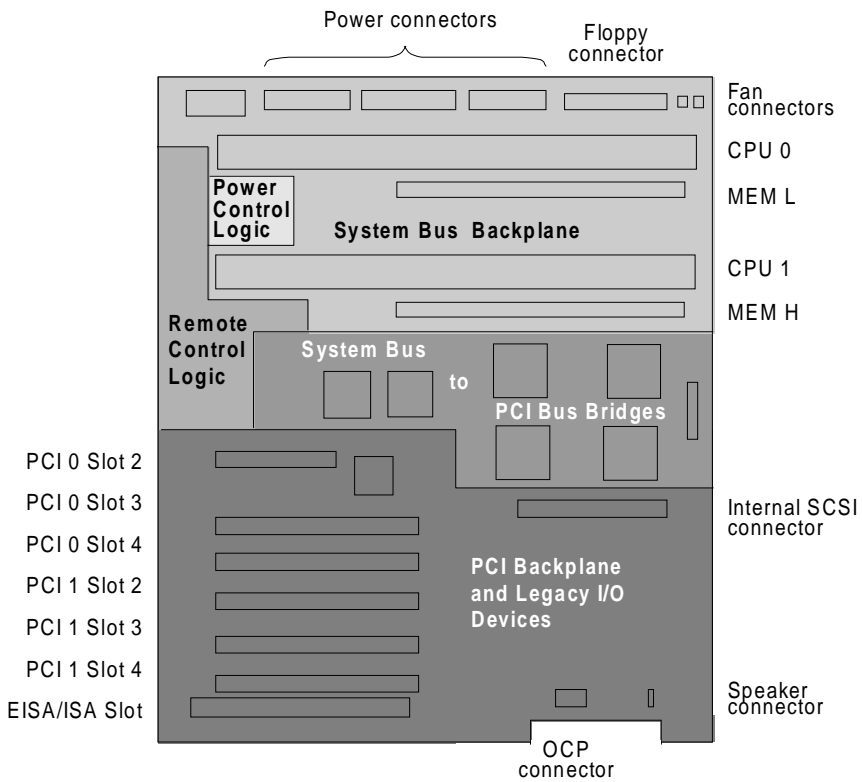 Power connectors
Floppy
connector
Fan
connectors
CPU 0
MEM L
Power
Control
Logic
System Bus Backplane
CPU 1
MEM H
Remote
Control
Logic
System Bus
to
PCI Bus Bridges
PCI 0 Slot 2
PCI 0 Slot 3
PCI 0 Slot 4
PCI 1 Slot 2
PCI 1 Slot 3
PCI 1 Slot 4
EISA/ISA Slot
Internal SCSI
connector
PCI Backplane
and Legacy I/O
Devices
Speaker
connector
OCP
connector